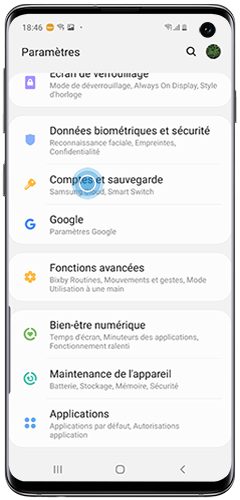 18:46
Paramètres
Écran de verrouillage
Mode de déverrouillage, Always On Display, Style
d'horloge
Données biométriques et sécurité
Reconnaissance faciale, Empreintes,
Confidentialité
Comptes et sauvegarde
Samsung Cloud, Smart Switch
Google
Paramètres Google
Fonctions avancées
Bixby Routines, Mouvements et gestes, Mode
Utilisation à une main
Bien-être numérique
Temps d'écran, Minuteurs des applications,
Fonctionnement ralenti
Maintenance de l'appareil
Batterie, Stockage, Mémoire, Sécurité
Applications
Applications par défaut, Autorisations
application